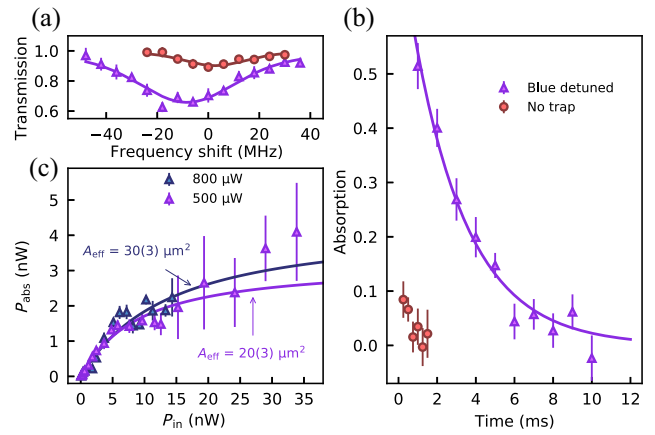 (a)
1.0
0.8
0.6
Transmission
−40 −20 0 20 40
Frequency shift (MHz)
(c)
800 μW
500 μW
5
4
3
2
1
0
P_abs (nW)
A_eff = 30(3) μm²
A_eff = 20(3) μm²
0 5 10 15 20 25 30 35
P_in (nW)
(b)
Blue detuned
No trap
0.5
0.4
0.3
0.2
0.1
0.0
Absorption
0 2 4 6 8 10 12
Time (ms)